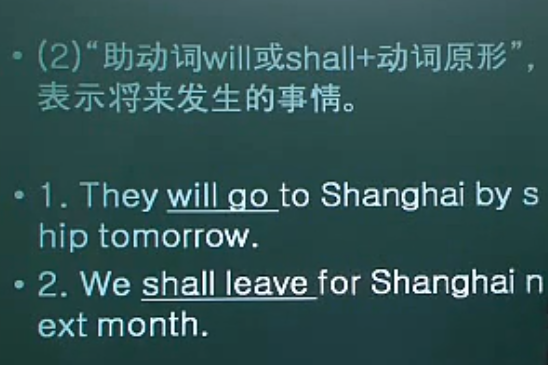 • (2)“助动词will或shall+动词原形”,
表示将来发生的事情。
• 1. They will go to Shanghai by s
hip tomorrow.
• 2. We shall leave for Shanghai n
ext month.